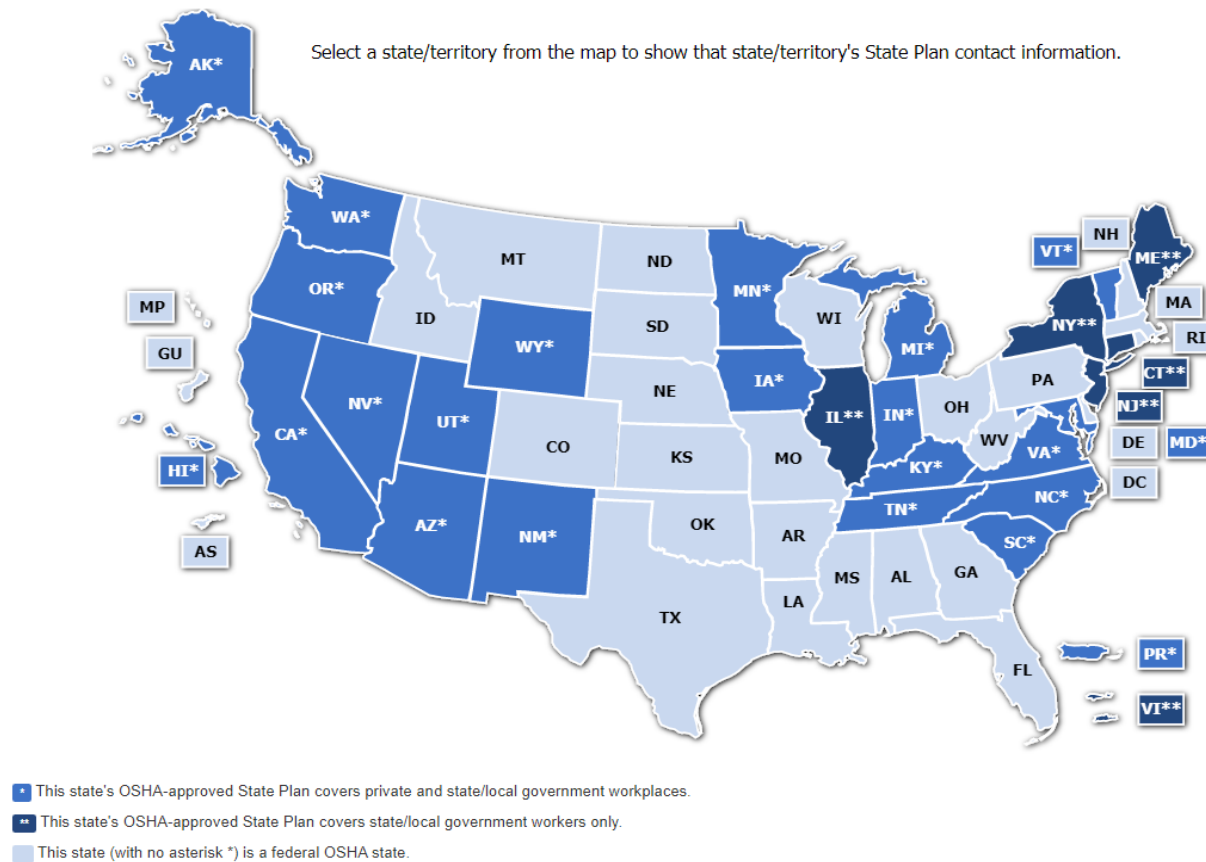 Select a state/territory from the map to show that state/territory's State Plan contact information.
AK*
WA*
MT
ND
MN*
VT*
NH
ME**
OR*
MP
ID
SD
WI
NY**
MA
GU
WY*
MI*
RI
NV*
UT*
NE
IA*
PA
CT**
CA*
CO
IL**
IN*
OH
NJ**
HI*
KS
MO
WV
VA*
DE
MD*
KY*
DC
AZ*
NM*
OK
AR
TN*
NC*
AS
SC*
MS
AL
GA
TX
LA
FL
PR*
VI**
* This state's OSHA-approved State Plan covers private and state/local government workplaces.
** This state's OSHA-approved State Plan covers state/local government workers only.
This state (with no asterisk *) is a federal OSHA state.